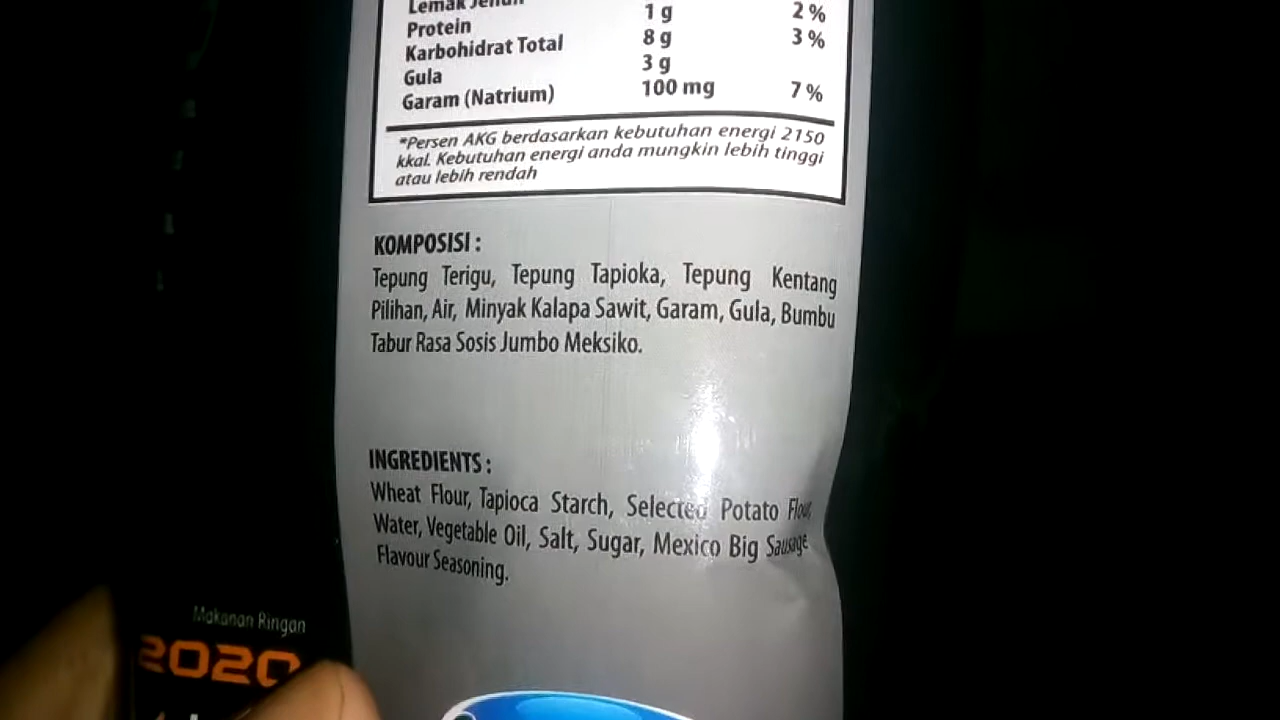 Lemak Jenuh
Protein 1 g 2 %
Karbohidrat Total 8 g 3 %
Gula 3 g
Garam (Natrium) 100 mg 7 %
*Persen AKG berdasarkan kebutuhan energi 2150
kkal. Kebutuhan energi anda mungkin lebih tinggi
atau lebih rendah
KOMPOSISI :
Tepung Terigu, Tepung Tapioka, Tepung Kentang
Pilihan, Air, Minyak Kalapa Sawit, Garam, Gula, Bumbu
Tabur Rasa Sosis Jumbo Meksiko.
INGREDIENTS :
Wheat Flour, Tapioca Starch, Selected Potato Flour,
Water, Vegetable Oil, Salt, Sugar, Mexico Big Sausage
Flavour Seasoning.
Makanan Ringan
2020